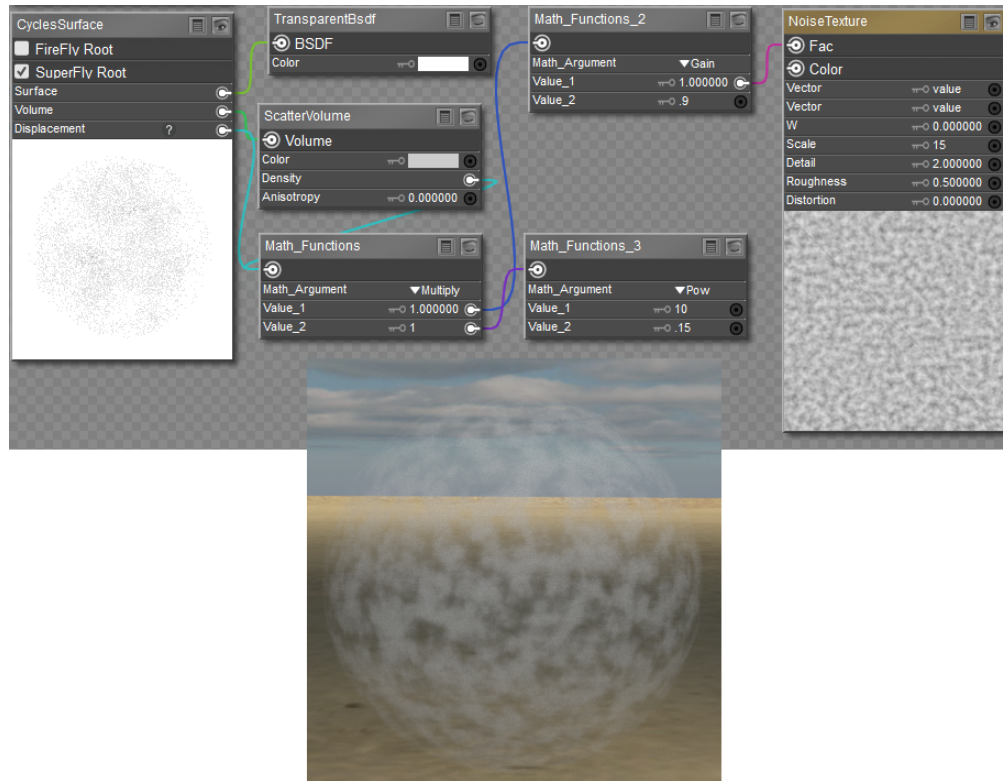 CyclesSurface
FireFly Root
SuperFly Root
Surface
Volume
Displacement ?
TransparentBsdf
BSDF
Color
ScatterVolume
Volume
Color
Density
Anisotropy 0.000000
Math_Functions
Math_Argument Multiply
Value_1 1.000000
Value_2 1
Math_Functions_2
Math_Argument Gain
Value_1 1.000000
Value_2 .9
Math_Functions_3
Math_Argument Pow
Value_1 10
Value_2 .15
NoiseTexture
Fac
Color
Vector value
Vector value
W 0.000000
Scale 15
Detail 2.000000
Roughness 0.500000
Distortion 0.000000